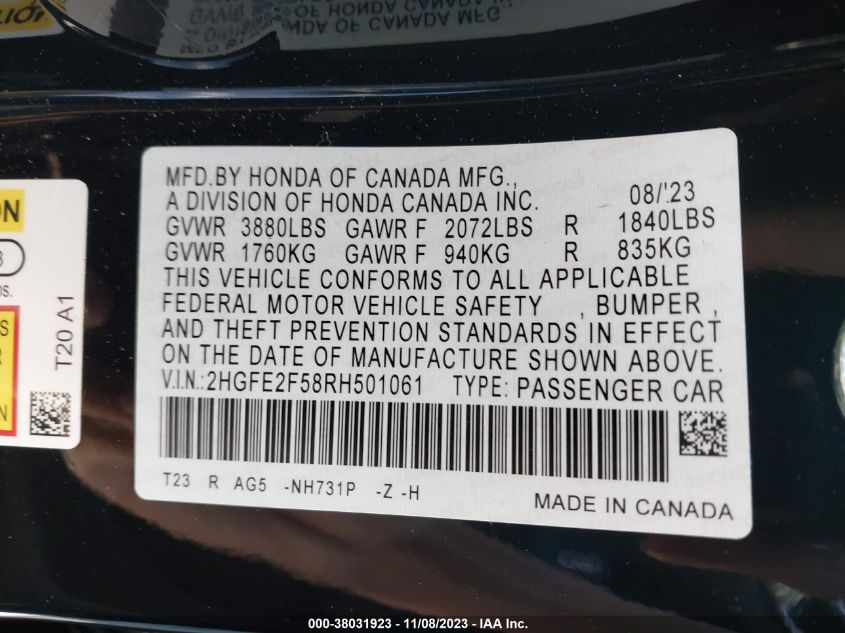 MFD.BY HONDA OF CANADA MFG., 08/'23
A DIVISION OF HONDA CANADA INC.
GVWR 3880LBS GAWR F 2072LBS R 1840LBS
GVWR 1760KG GAWR F 940KG R 835KG
THIS VEHICLE CONFORMS TO ALL APPLICABLE
FEDERAL MOTOR VEHICLE SAFETY , BUMPER ,
AND THEFT PREVENTION STANDARDS IN EFFECT
ON THE DATE OF MANUFACTURE SHOWN ABOVE.
V.I.N.:2HGFE2F58RH501061 TYPE: PASSENGER CAR
T23 R AG5 -NH731P -Z -H
MADE IN CANADA
T20 A1
000-38031923 - 11/08/2023 - IAA Inc.